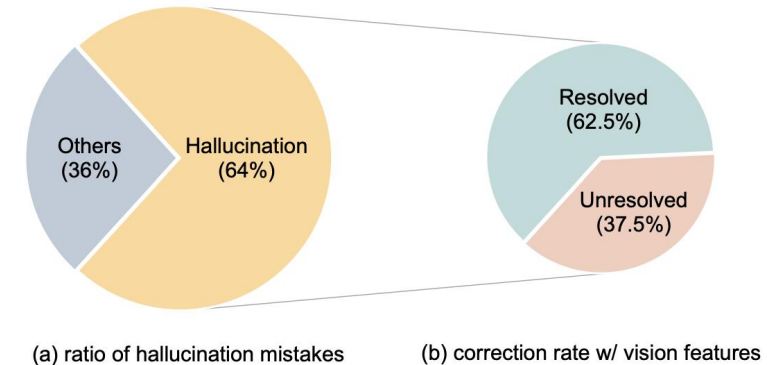 Others
(36%)
Hallucination
(64%)
Resolved
(62.5%)
Unresolved
(37.5%)
(a) ratio of hallucination mistakes
(b) correction rate w/ vision features